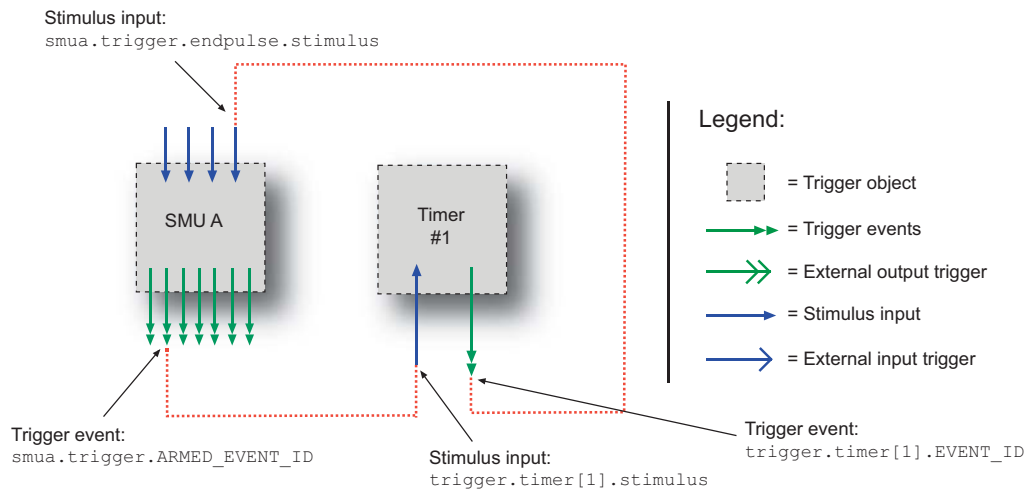 Stimulus input:
smua.trigger.endpulse.stimulus
SMU A
Timer
#1
Trigger event:
smua.trigger.ARMED_EVENT_ID
Stimulus input:
trigger.timer[1].stimulus
Trigger event:
trigger.timer[1].EVENT_ID
Legend:
= Trigger object
= Trigger events
= External output trigger
= Stimulus input
= External input trigger